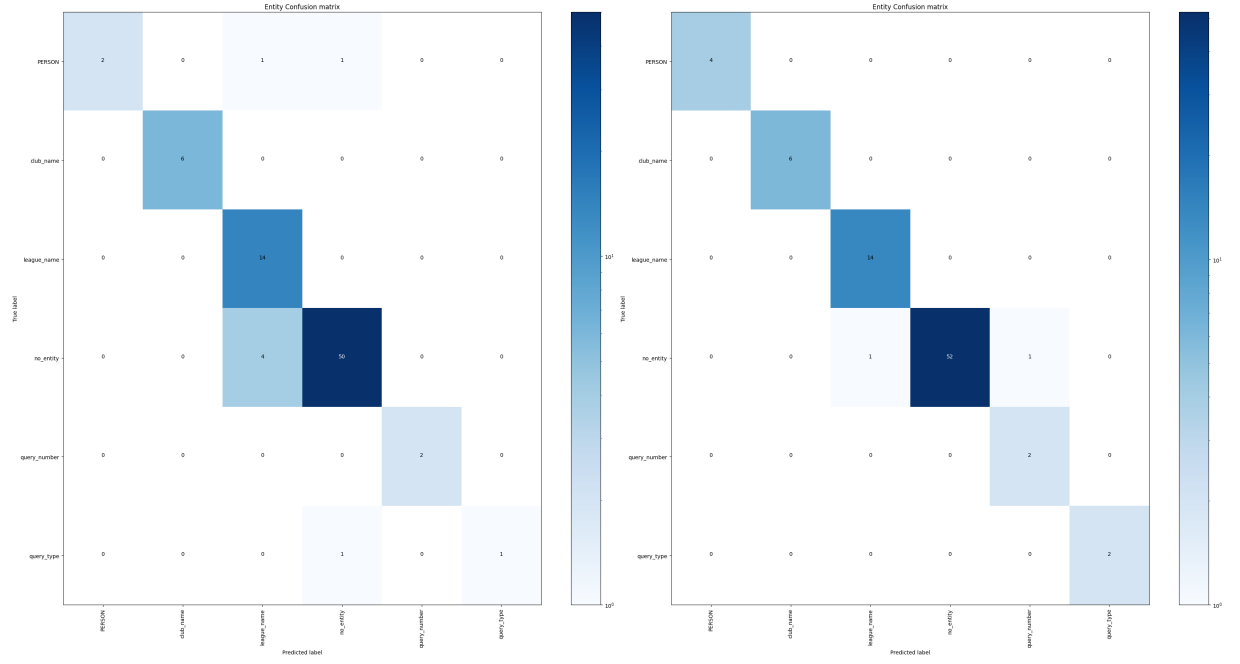 Entity Confusion matrix
PERSON 2 0 1 1 0 0
club_name 0 6 0 0 0 0
league_name 0 0 14 0 0 0
no_entity 0 0 4 50 0 0
query_number 0 0 0 0 2 0
query_type 0 0 0 1 0 1
True label
PERSON club_name league_name no_entity query_number query_type
Predicted label
10¹
10⁰
Entity Confusion matrix
PERSON 4 0 0 0 0 0
club_name 0 6 0 0 0 0
league_name 0 0 14 0 0 0
no_entity 0 0 1 52 1 0
query_number 0 0 0 0 2 0
query_type 0 0 0 0 0 2
True label
PERSON club_name league_name no_entity query_number query_type
Predicted label
10¹
10⁰